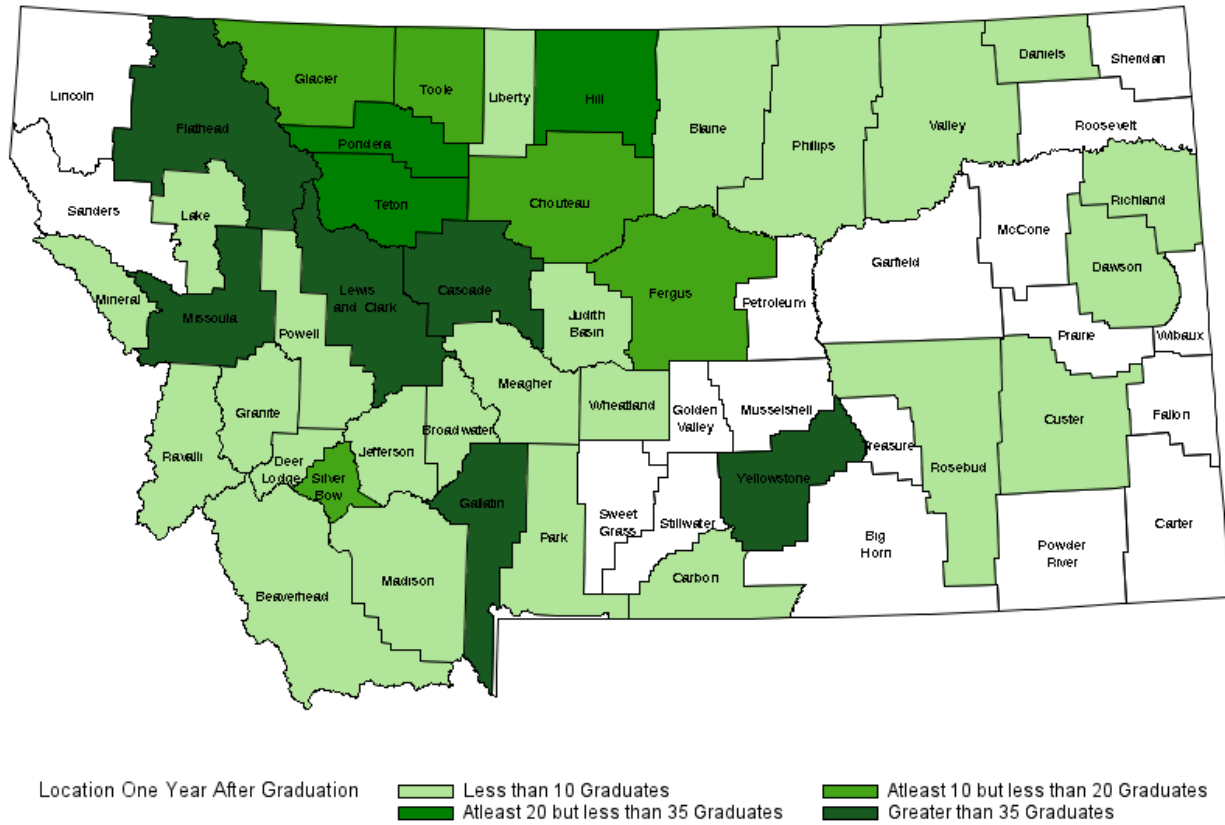 Daniels
Sheridan
Glacier
Toole
Liberty
Hill
Lincoln
Blaine
Valley
Roosevelt
Flathead
Pondera
Phillips
Teton
Chouteau
Richland
Sanders
Lake
McCone
Garfield
Dawson
Mineral
Missoula
Lewis
and Clark
Cascade
Fergus
Petroleum
Powell
Judith
Basin
Prairie
Wibaux
Meagher
Wheatland
Golden
Valley
Musselshell
Custer
Fallon
Granite
Broadwater
Jefferson
Treasure
Ravalli
Deer
Lodge
Silver
Bow
Rosebud
Yellowstone
Gallatin
Sweet
Grass
Stillwater
Park
Big
Horn
Carter
Powder
River
Madison
Carbon
Beaverhead
Location One Year After Graduation
Less than 10 Graduates
Atleast 10 but less than 20 Graduates
Atleast 20 but less than 35 Graduates
Greater than 35 Graduates